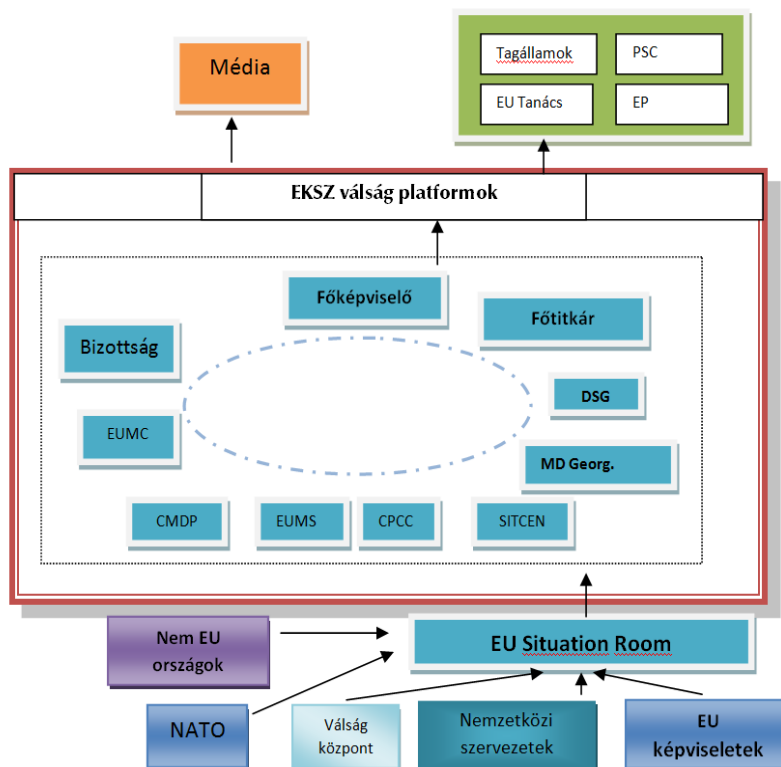 Média
Tagállamok
PSC
EU Tanács
EP
EKSZ válság platformok
Főképviselő
Főtitkár
Bizottság
DSG
EUMC
MD Georg.
CMDP
EUMS
CPCC
SITCEN
Nem EU
országok
EU Situation Room
NATO
Válság
központ
Nemzetközi
szervezetek
EU
képviseletek